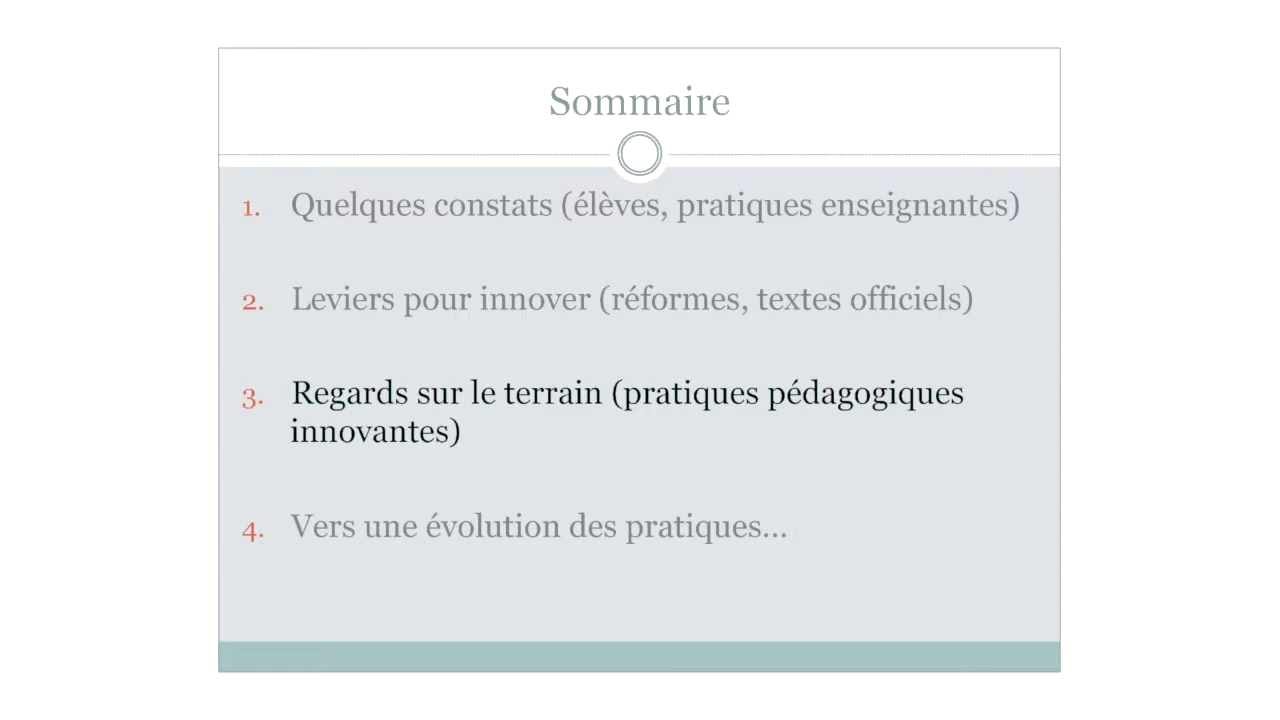 Sommaire
1. Quelques constats (élèves, pratiques enseignantes)
2. Leviers pour innover (réformes, textes officiels)
3. Regards sur le terrain (pratiques pédagogiques
innovantes)
4. Vers une évolution des pratiques...